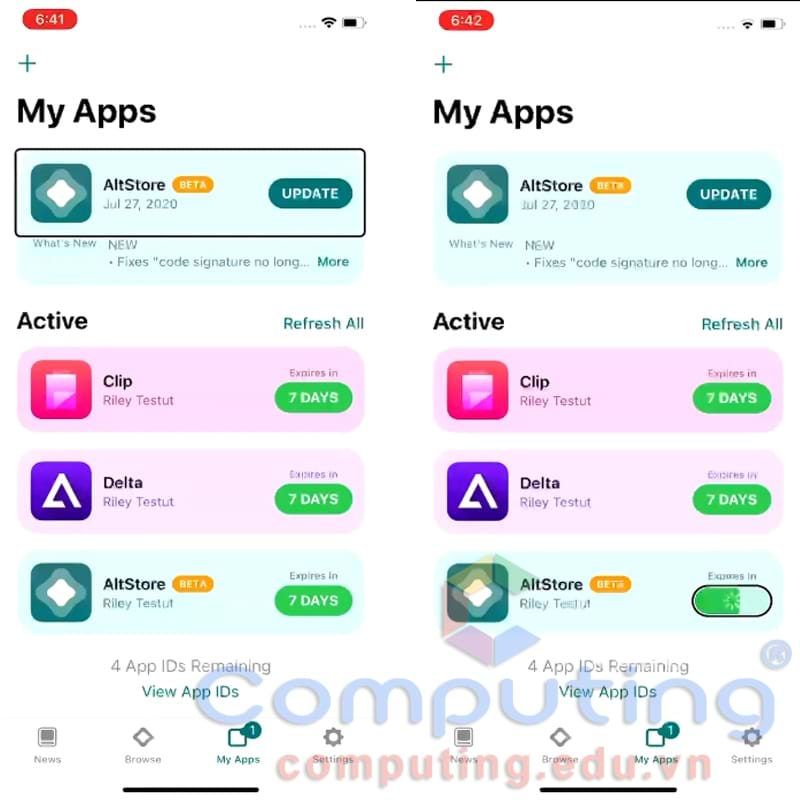 6:41
My Apps
AltStore BETA
Jul 27, 2020
UPDATE
What's New
NEW
• Fixes "code signature no long... More
Active
Refresh All
Clip
Riley Testut
Expires in
7 DAYS
Delta
Riley Testut
Expires in
7 DAYS
AltStore BETA
Riley Testut
Expires in
7 DAYS
4 App IDs Remaining
View App IDs
News
Browse
My Apps
1
Settings
6:42
My Apps
AltStore BETA
Jul 27, 2020
UPDATE
What's New
NEW
• Fixes "code signature no long... More
Active
Refresh All
Clip
Riley Testut
Expires in
7 DAYS
Delta
Riley Testut
Expires in
7 DAYS
AltStore BETA
Riley Testut
Expires in
4 App IDs Remaining
View App IDs
News
Browse
My Apps
1
Settings
Computing®
computing.edu.vn